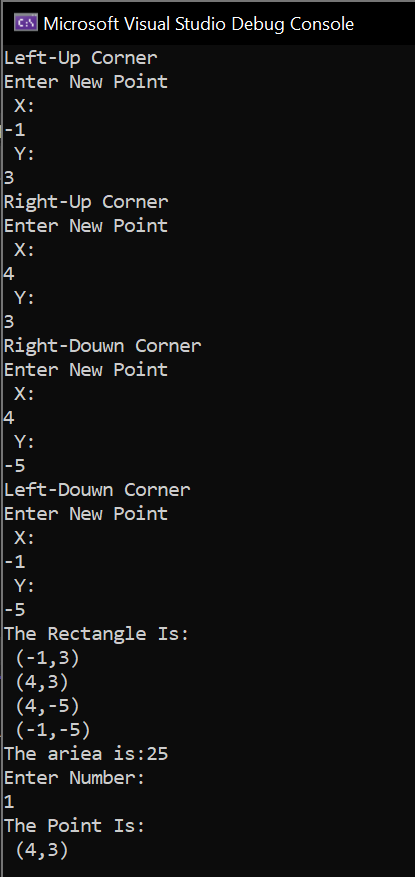 Microsoft Visual Studio Debug Console
Left-Up Corner
Enter New Point
X:
-1
Y:
3
Right-Up Corner
Enter New Point
X:
4
Y:
3
Right-Douwn Corner
Enter New Point
X:
4
Y:
-5
Left-Douwn Corner
Enter New Point
X:
-1
Y:
-5
The Rectangle Is:
(-1,3)
(4,3)
(4,-5)
(-1,-5)
The ariea is:25
Enter Number:
1
The Point Is:
(4,3)